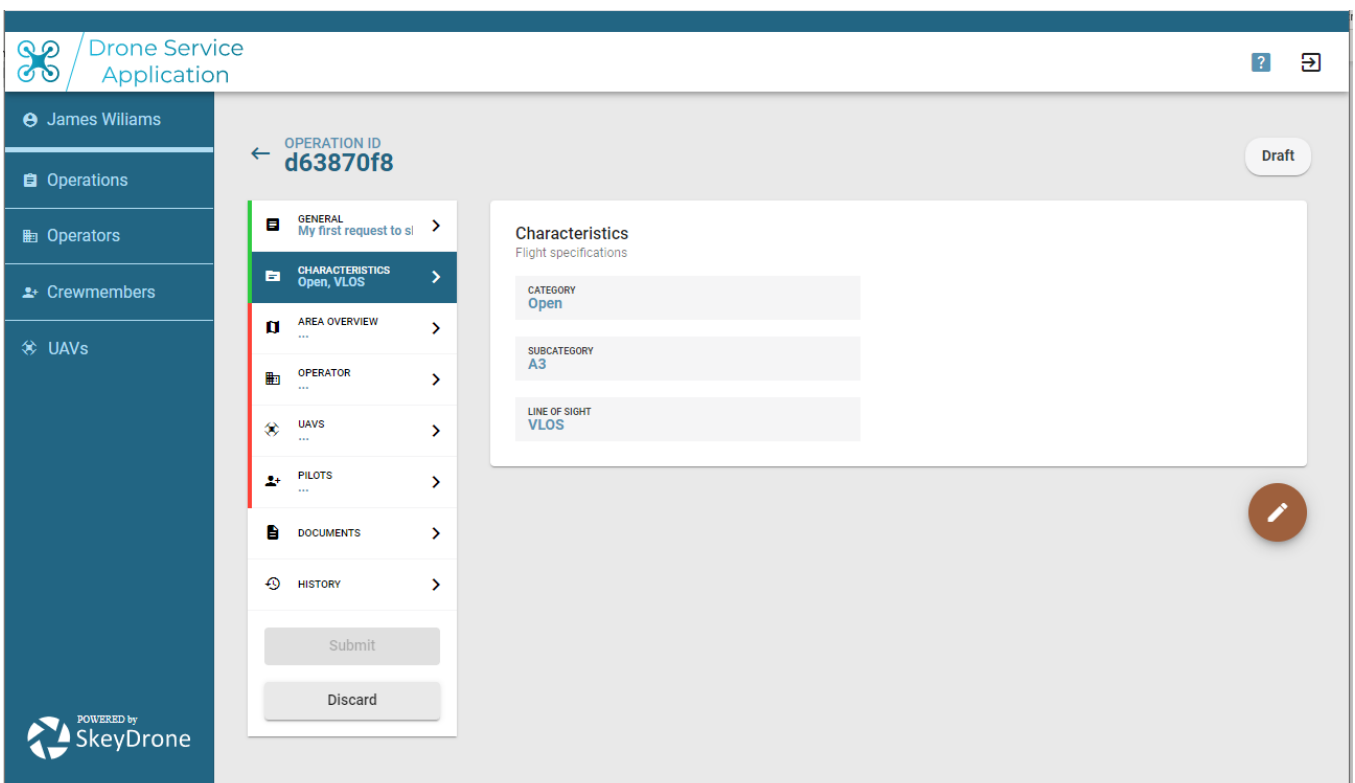 Drone Service
Application
?
James Wiliams
Operations
Operators
Crewmembers
UAVs
POWERED by
SkeyDrone
OPERATION ID
d63870f8
Draft
GENERAL
My first request to sl
CHARACTERISTICS
Open, VLOS
AREA OVERVIEW
...
OPERATOR
...
UAVS
...
PILOTS
...
DOCUMENTS
HISTORY
Submit
Discard
Characteristics
Flight specifications
CATEGORY
Open
SUBCATEGORY
A3
LINE OF SIGHT
VLOS